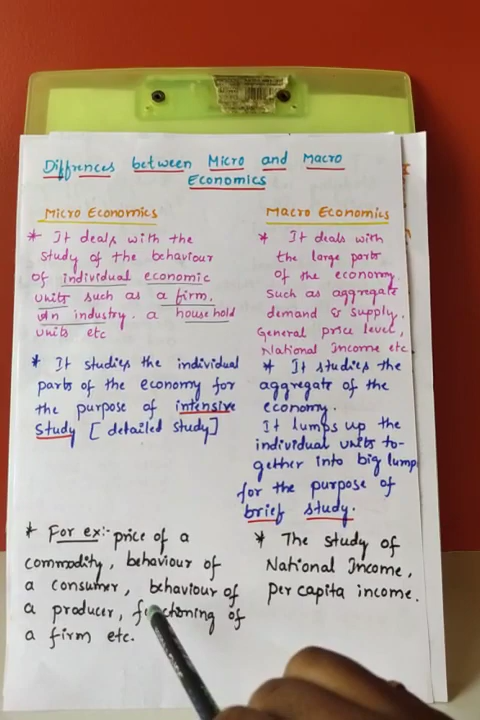 Diffrences between Micro and Macro
Economics
Micro Economics
* It deals with the
study of the behaviour
of individual economic
units such as a firm.
an industry. a household
units etc
* It studies the individual
parts of the economy for
the purpose of intensive
study [detailed study]
* For ex:- price of a
commodity, behaviour of
a consumer, behaviour of
a producer, functioning of
a firm etc.
Macro Economics
* It deals with
the large parts
of the economy.
such as aggregate
demand & supply.
General price level,
National Income etc
* It studies the
aggregate of the
economy.
It lumps up the
individual units to-
gether into big lump
for the purpose of
brief study.
* The study of
National Income,
per capita income.